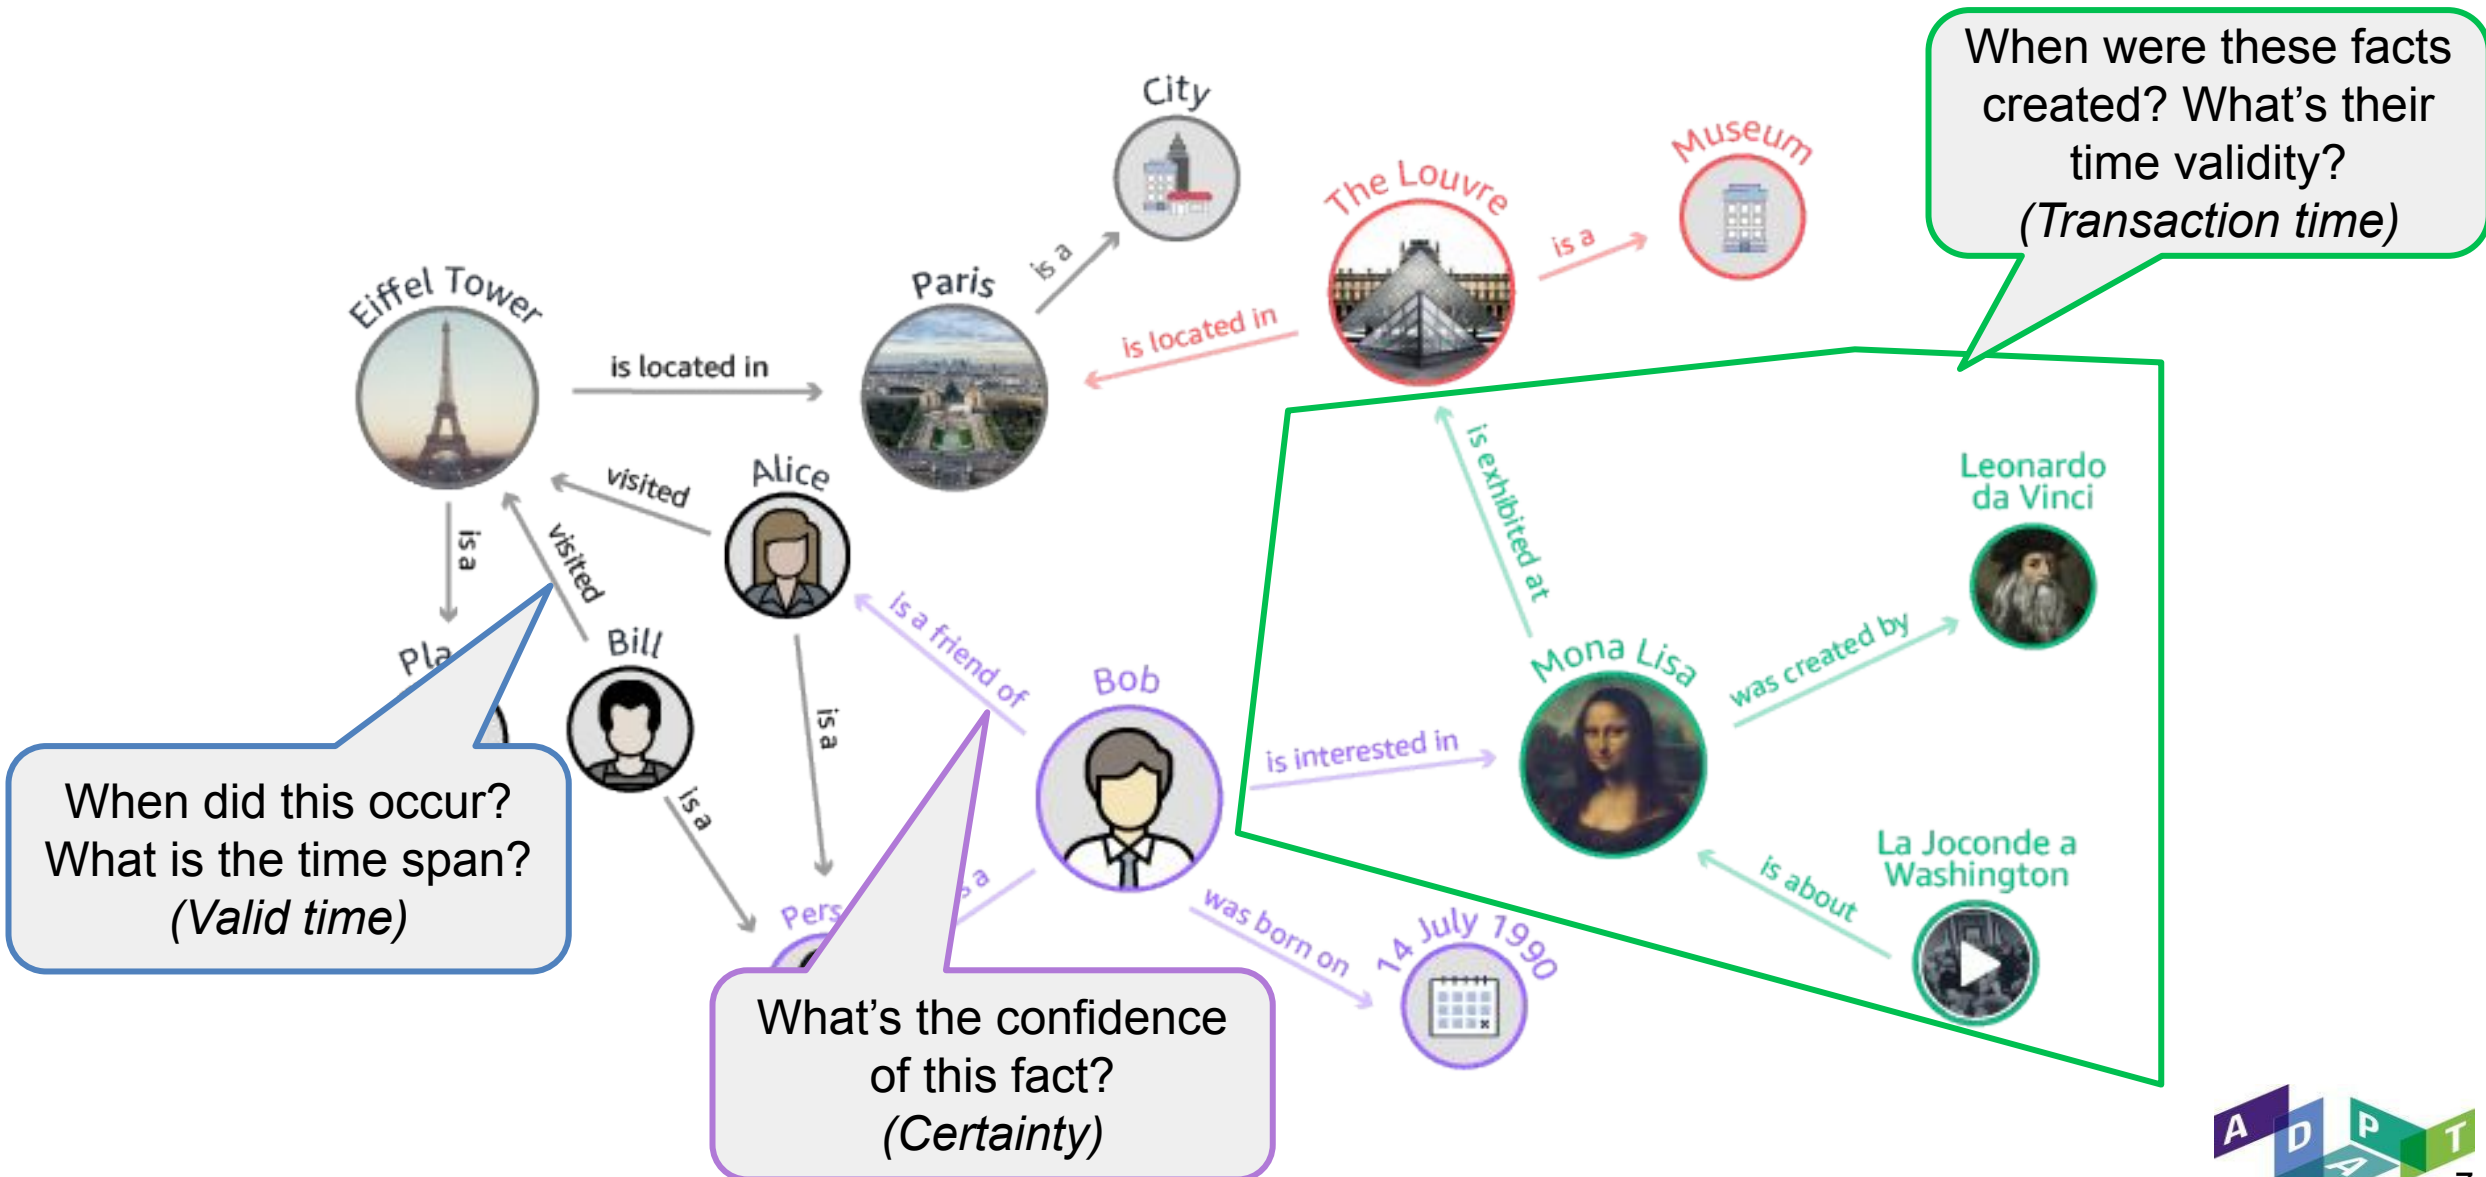 City
Museum
The Louvre
When were these facts
created? What's their
time validity?
(Transaction time)
is a
is a
Paris
Eiffel Tower
is located in
is located in
visited
Alice
is exhibited at
Leonardo
da Vinci
is a
visited
Bill
is a friend of
Bob
Mona Lisa
was created by
Pla
is a
is interested in
When did this occur?
What is the time span?
(Valid time)
is a
La Joconde a
Washington
is about
Pers
s a
was born on
14 July 1990
What's the confidence
of this fact?
(Certainty)
A D A P T